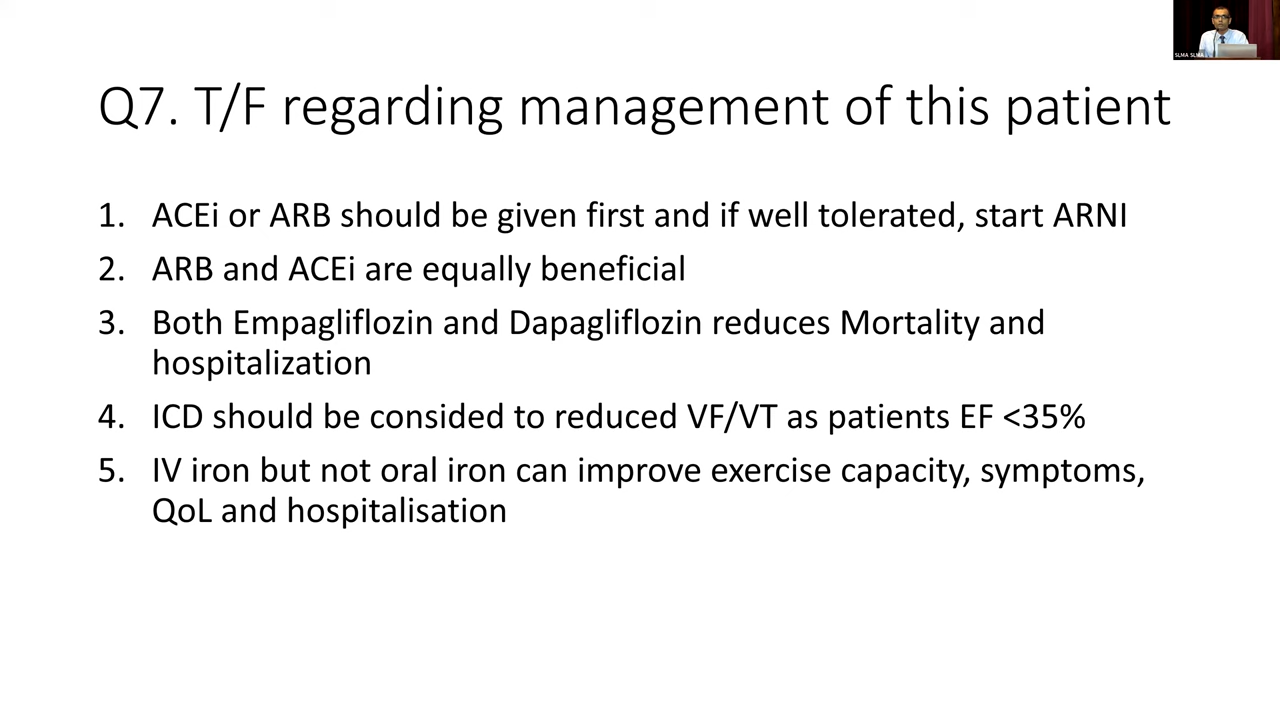 SLMA SLMA
Q7. T/F regarding management of this patient
1. ACEi or ARB should be given first and if well tolerated, start ARNI
2. ARB and ACEi are equally beneficial
3. Both Empagliflozin and Dapagliflozin reduces Mortality and
hospitalization
4. ICD should be consided to reduced VF/VT as patients EF <35%
5. IV iron but not oral iron can improve exercise capacity, symptoms,
QoL and hospitalisation